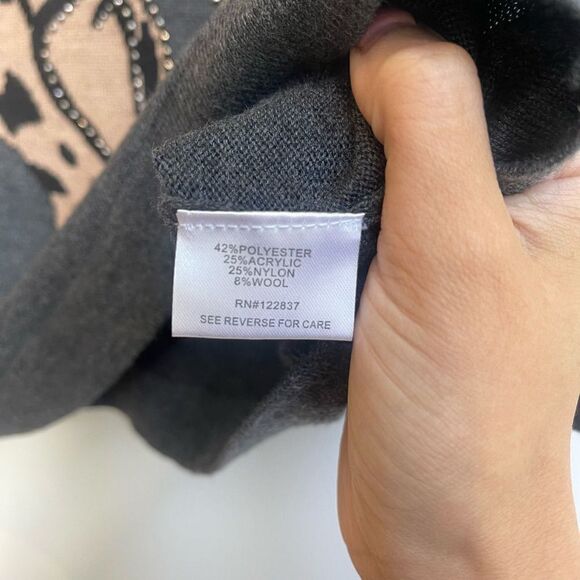 42%POLYESTER
25%ACRYLIC
25%NYLON
8%WOOL
RN#122837
SEE REVERSE FOR CARE